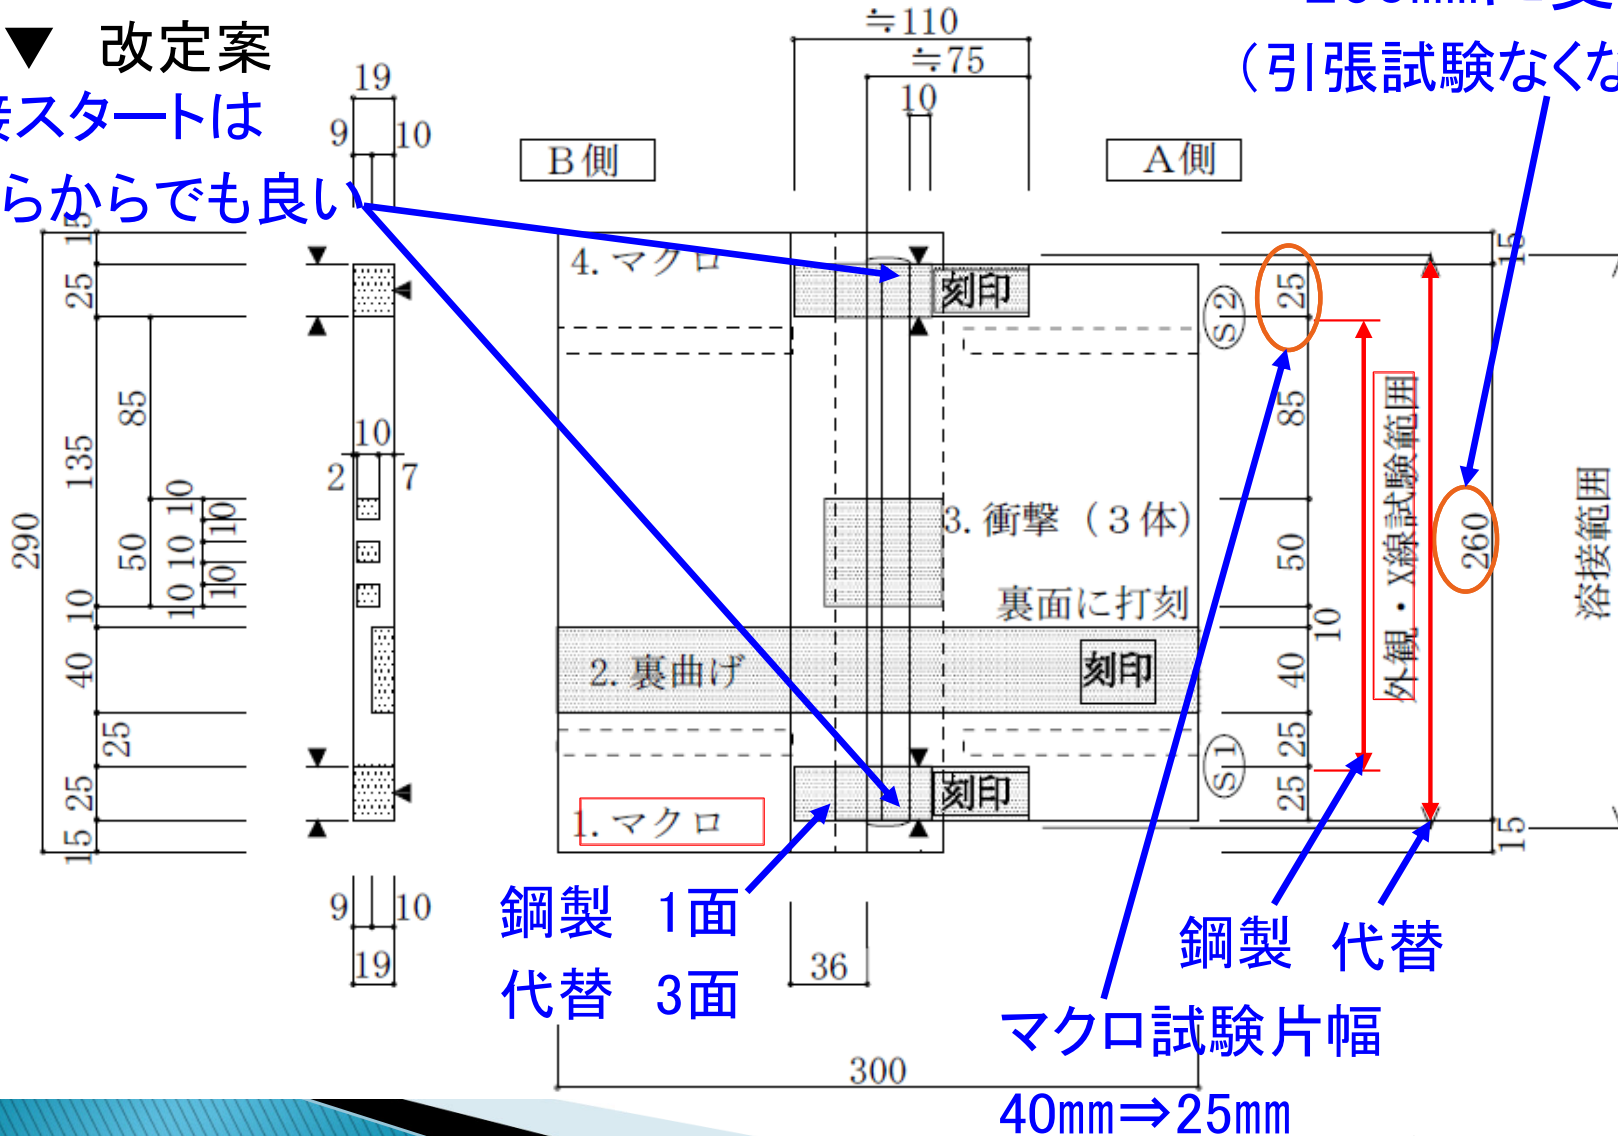 ▼ 改定案
接スタートは
らからでも良い
(引張試験なくな
≒110
≒75
10
19
9
10
B側
A側
15
25
85
135
10
2
7
290
50
10
10
10
10
10
10
40
25
25
15
9
10
19
4.マクロ
刻印
3.衝撃(3体)
裏面に打刻
2.裏曲げ
刻印
1.マクロ
刻印
S2
S1
15
25
85
50
10
40
25
25
15
外観・X線試験範囲
260
溶接範囲
鋼製 1面
代替 3面
36
300
鋼製
代替
マクロ試験片幅
40mm⇒25mm